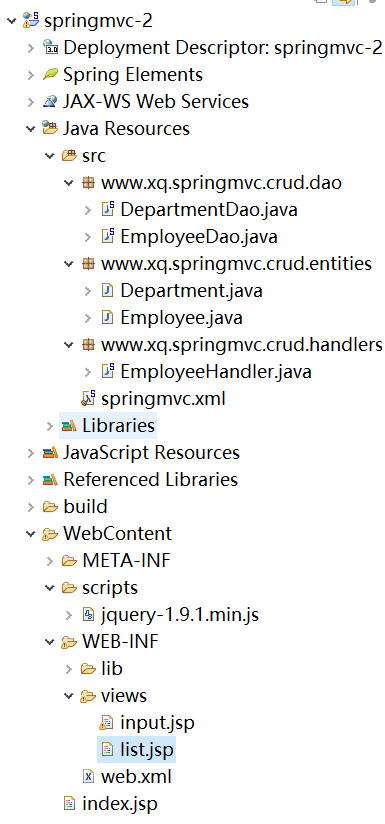 springmvc-2
Deployment Descriptor: springmvc-2
Spring Elements
JAX-WS Web Services
Java Resources
src
www.xq.springmvc.crud.dao
DepartmentDao.java
EmployeeDao.java
www.xq.springmvc.crud.entities
Department.java
Employee.java
www.xq.springmvc.crud.handlers
EmployeeHandler.java
springmvc.xml
Libraries
JavaScript Resources
Referenced Libraries
build
WebContent
META-INF
scripts
jquery-1.9.1.min.js
WEB-INF
lib
views
input.jsp
list.jsp
web.xml
index.jsp